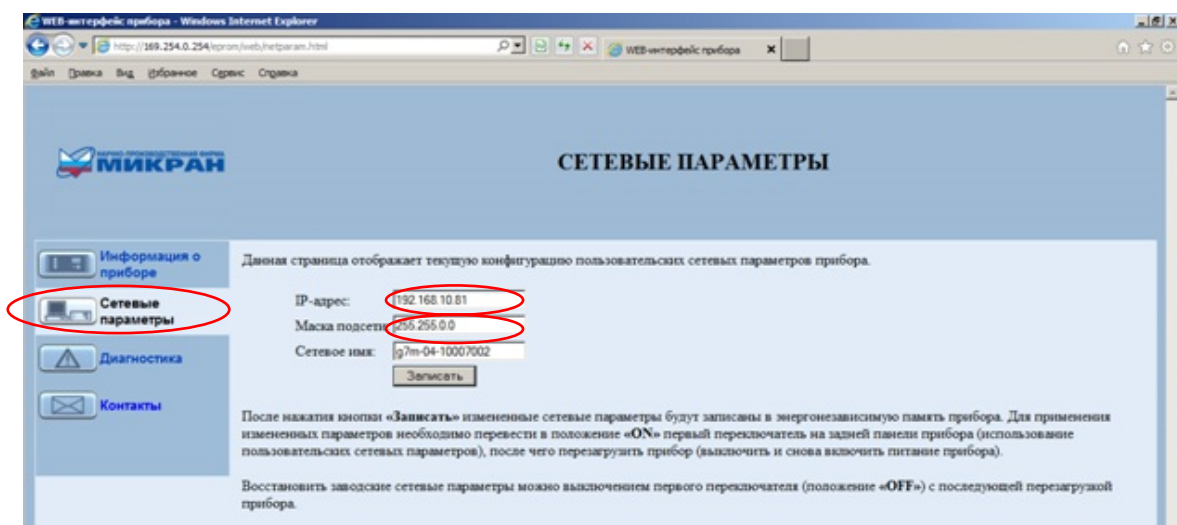 WEB-интерфейс прибора - Windows Internet Explorer
http://169.254.0.254/eprom/web/netparam.html
WEB-интерфейс прибора
Файл Правка Вид Избранное Сервис Справка
НАУЧНО-ПРОИЗВОДСТВЕННАЯ ФИРМА
МИКРАН
СЕТЕВЫЕ ПАРАМЕТРЫ
Информация о
приборе
Сетевые
параметры
Диагностика
Контакты
Данная страница отображает текущую конфигурацию пользовательских сетевых параметров прибора.
IP-адрес: 192.168.10.81
Маска подсети 255.255.0.0
Сетевое имя: g7m-04-10007002
Записать
После нажатия кнопки «Записать» измененные сетевые параметры будут записаны в энергонезависимую память прибора. Для применения
измененных параметров необходимо перевести в положение «ON» первый переключатель на задней панели прибора (использование
пользовательских сетевых параметров), после чего перезагрузить прибор (выключить и снова включить питание прибора).
Восстановить заводские сетевые параметры можно выключением первого переключателя (положение «OFF») с последующей перезагрузкой
прибора.